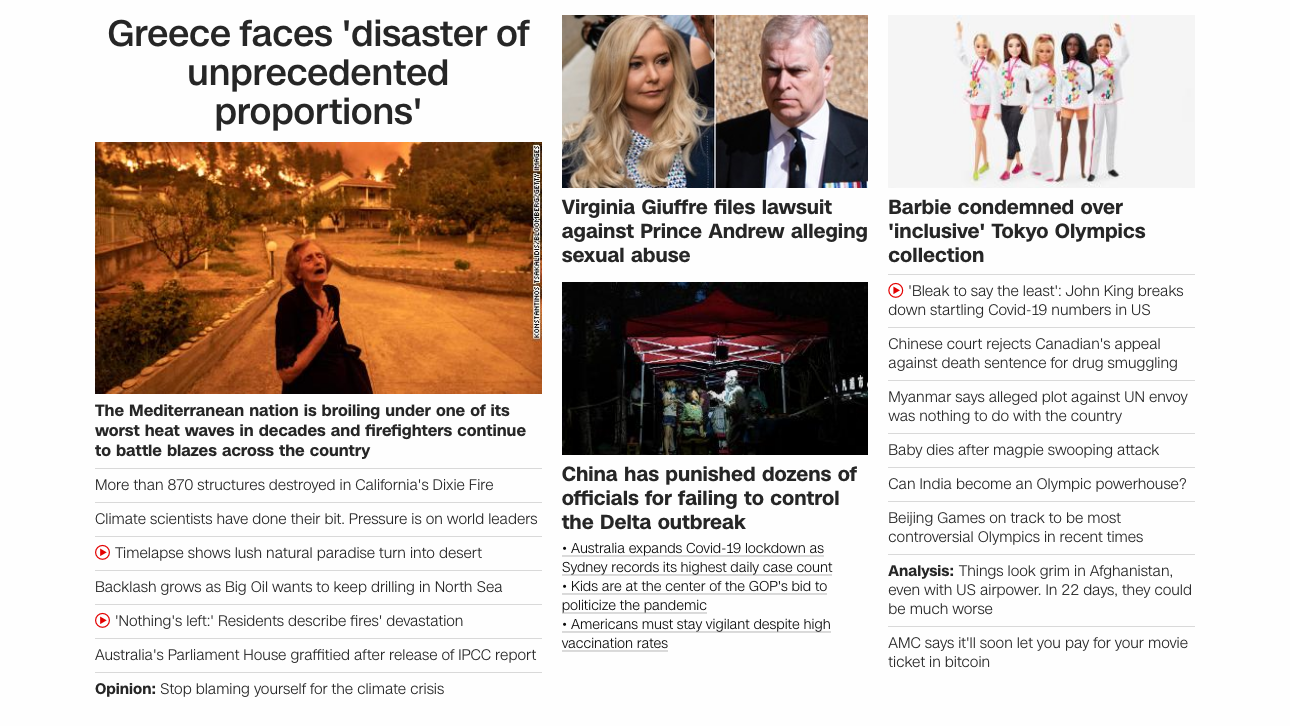 Greece faces 'disaster of
unprecedented
proportions'
KONSTANTINOS TSAKALIDIS/BLOOMBERG/GETTY IMAGES
The Mediterranean nation is broiling under one of its
worst heat waves in decades and firefighters continue
to battle blazes across the country
More than 870 structures destroyed in California's Dixie Fire
Climate scientists have done their bit. Pressure is on world leaders
Timelapse shows lush natural paradise turn into desert
Backlash grows as Big Oil wants to keep drilling in North Sea
'Nothing's left:' Residents describe fires' devastation
Australia's Parliament House graffitied after release of IPCC report
Opinion: Stop blaming yourself for the climate crisis
Virginia Giuffre files lawsuit
against Prince Andrew alleging
sexual abuse
China has punished dozens of
officials for failing to control
the Delta outbreak
• Australia expands Covid-19 lockdown as
Sydney records its highest daily case count
• Kids are at the center of the GOP's bid to
politicize the pandemic
• Americans must stay vigilant despite high
vaccination rates
Barbie condemned over
'inclusive' Tokyo Olympics
collection
'Bleak to say the least': John King breaks
down startling Covid-19 numbers in US
Chinese court rejects Canadian's appeal
against death sentence for drug smuggling
Myanmar says alleged plot against UN envoy
was nothing to do with the country
Baby dies after magpie swooping attack
Can India become an Olympic powerhouse?
Beijing Games on track to be most
controversial Olympics in recent times
Analysis: Things look grim in Afghanistan,
even with US airpower. In 22 days, they could
be much worse
AMC says it'll soon let you pay for your movie
ticket in bitcoin